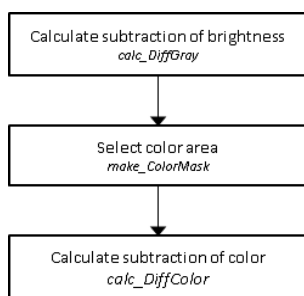 Calculate subtraction of brightness
calc_DiffGray
Select color area
make_ColorMask
Calculate subtraction of color
calc_DiffColor